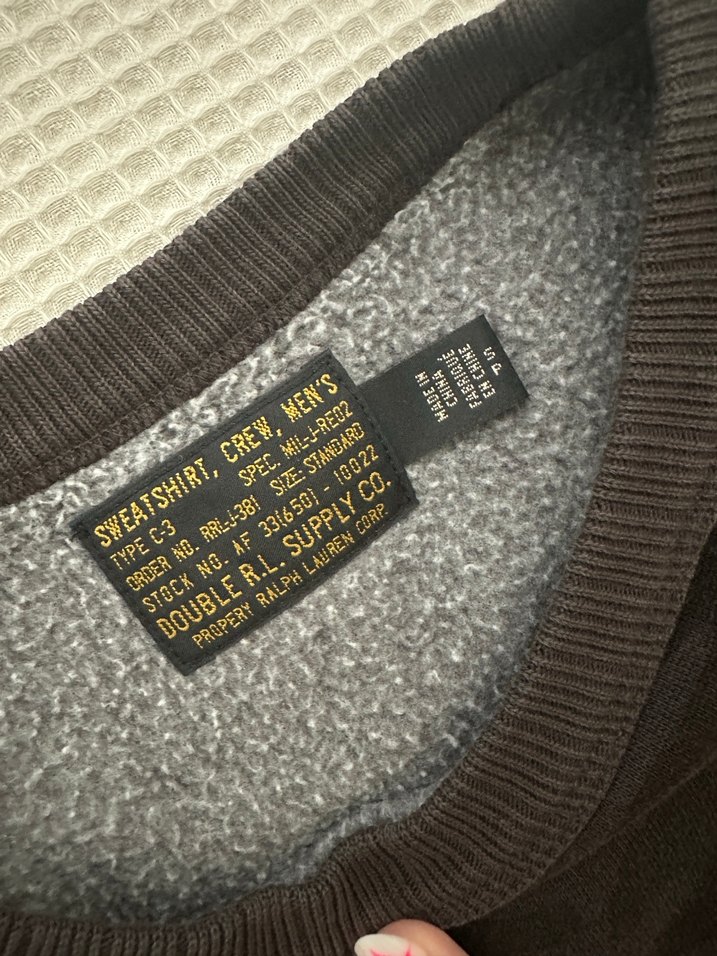 SWEATSHIRT, CREW, MEN'S
TYPE C-3 SPEC. MIL-J-RE02
ORDER NO. RRL-J-381 SIZE: STANDARD
STOCK NO. AF 33(650) - 10022
DOUBLE R.L. SUPPLY CO.
PROPERY RALPH LAUREN CORP.
MADE IN
CHINA
FABRIQUE'
EN CHINE
P S